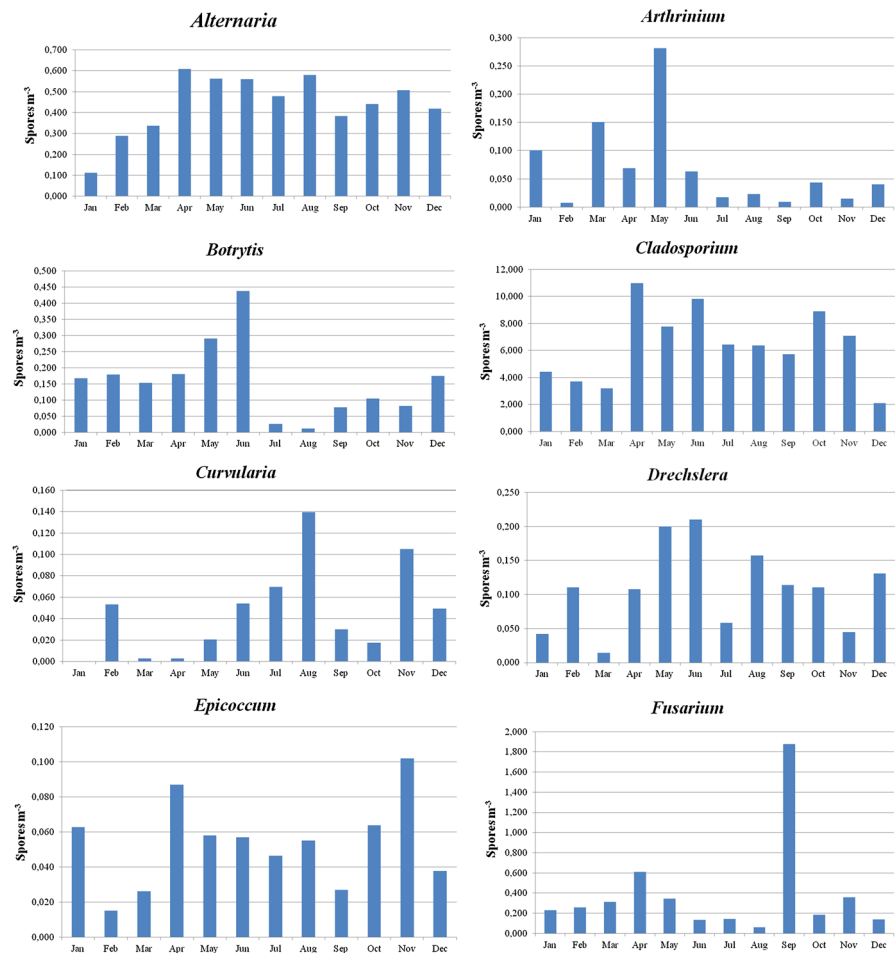 Alternaria
Spores m-3
0,700
0,600
0,500
0,400
0,300
0,200
0,100
0,000
Jan Feb Mar Apr May Jun Jul Aug Sep Oct Nov Dec
Arthrinium
Spores m-3
0,300
0,250
0,200
0,150
0,100
0,050
0,000
Jan Feb Mar Apr May Jun Jul Aug Sep Oct Nov Dec
Botrytis
Spores m-3
0,500
0,450
0,400
0,350
0,300
0,250
0,200
0,150
0,100
0,050
0,000
Jan Feb Mar Apr May Jun Jul Aug Sep Oct Nov Dec
Cladosporium
Spores m-3
12,000
10,000
8,000
6,000
4,000
2,000
0,000
Jan Feb Mar Apr May Jun Jul Aug Sep Oct Nov Dec
Curvularia
Spores m-3
0,160
0,140
0,120
0,100
0,080
0,060
0,040
0,020
0,000
Jan Feb Mar Apr May Jun Jul Aug Sep Oct Nov Dec
Drechslera
Spores m-3
0,250
0,200
0,150
0,100
0,050
0,000
Jan Feb Mar Apr May Jun Jul Aug Sep Oct Nov Dec
Epicoccum
Spores m-3
0,120
0,100
0,080
0,060
0,040
0,020
0,000
Jan Feb Mar Apr May Jun Jul Aug Sep Oct Nov Dec
Fusarium
Spores m-3
2,000
1,800
1,600
1,400
1,200
1,000
0,800
0,600
0,400
0,200
0,000
Jan Feb Mar Apr May Jun Jul Aug Sep Oct Nov Dec